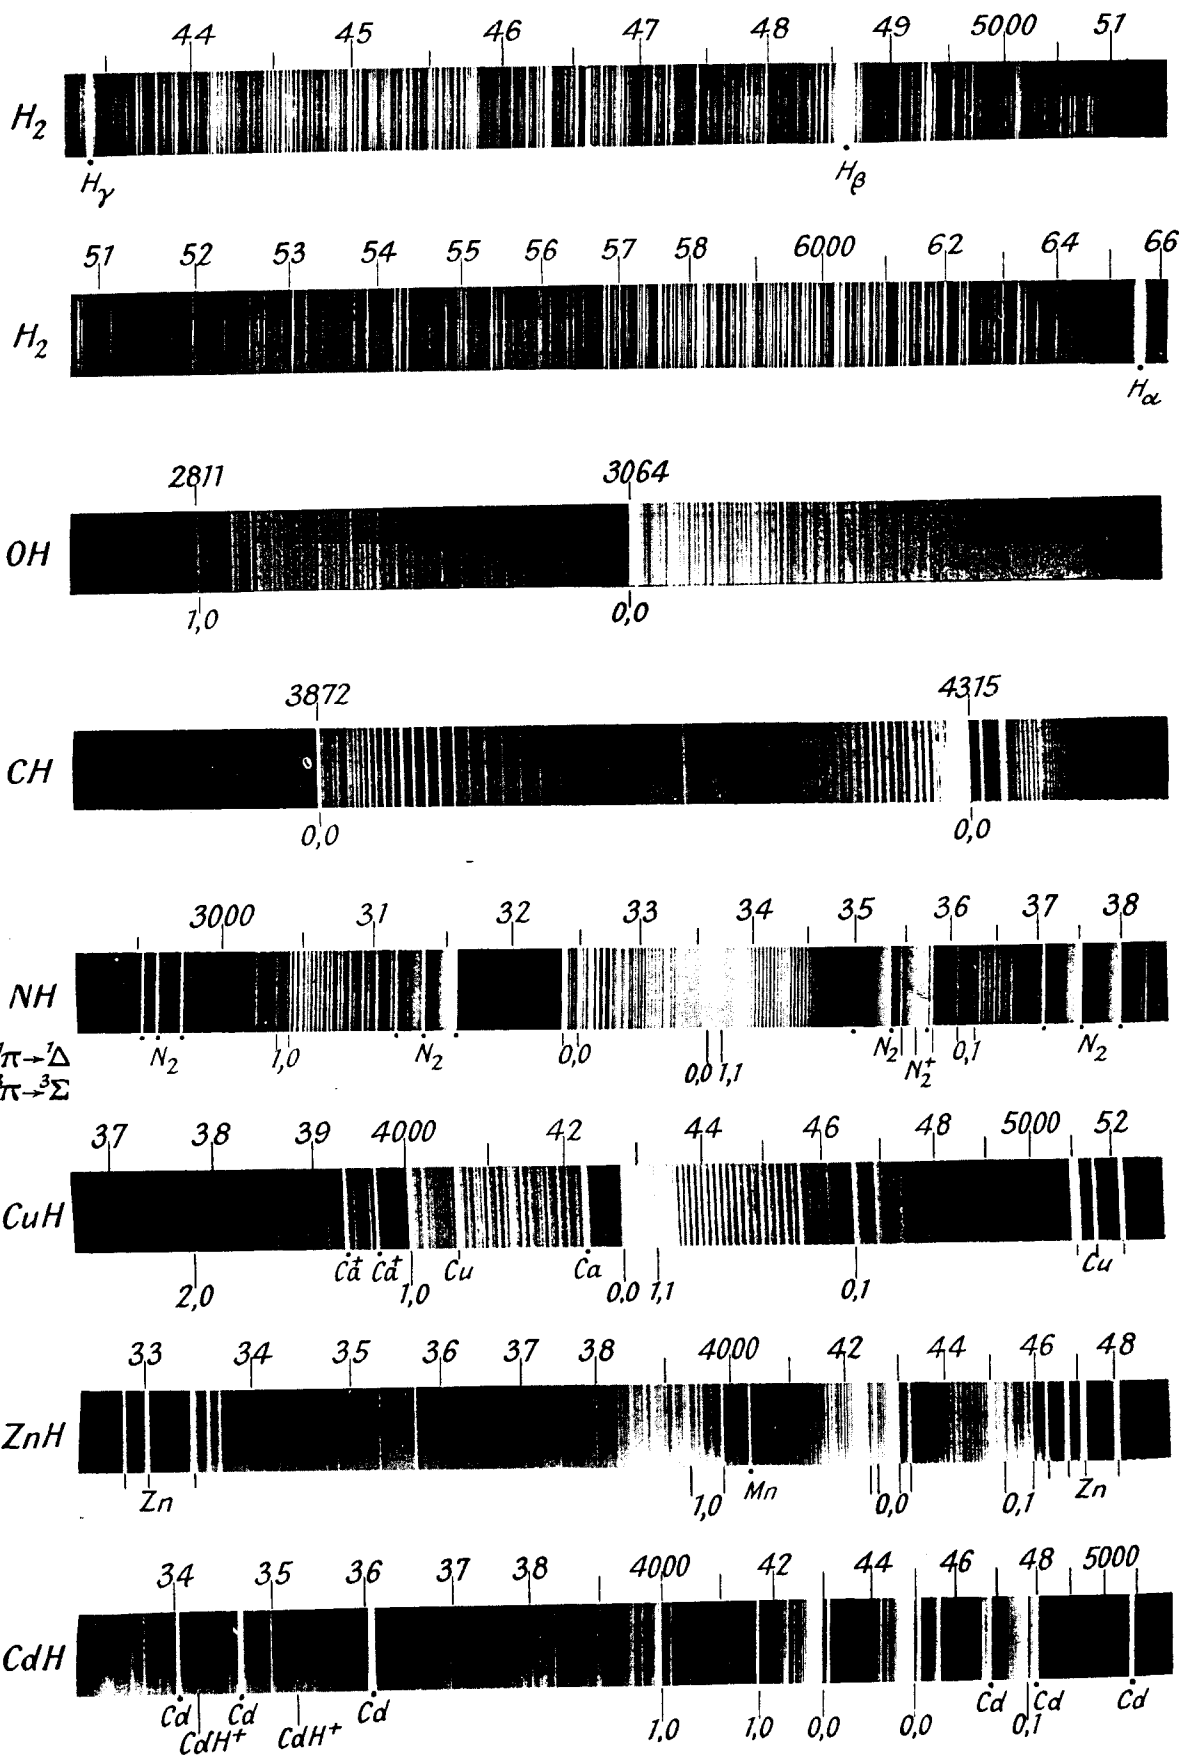 44 45 46 47 48 49 5000 51
H2
Hγ Hβ
51 52 53 54 55 56 57 58 6000 62 64 66
H2
Hα
2811 3064
OH
1,0 0,0
3872 4315
CH
0,0 0,0
3000 31 32 33 34 35 36 37 38
NH
¹π→¹Δ N2 1,0 N2 0,0 0,0 1,1 N2 N2+ 0,1 N2
³π→³Σ
37 38 39 4000 42 44 46 48 5000 52
CuH
2,0 Ca+ Ca+ 1,0 Cu Ca 0,0 1,1 0,1 Cu
33 34 35 36 37 38 4000 42 44 46 48
ZnH
Zn 1,0 Mn 0,0 0,1 Zn
34 35 36 37 38 4000 42 44 46 48 5000
CdH
Cd CdH+ Cd CdH+ Cd 1,0 1,0 0,0 0,0 Cd 0,1 Cd Cd